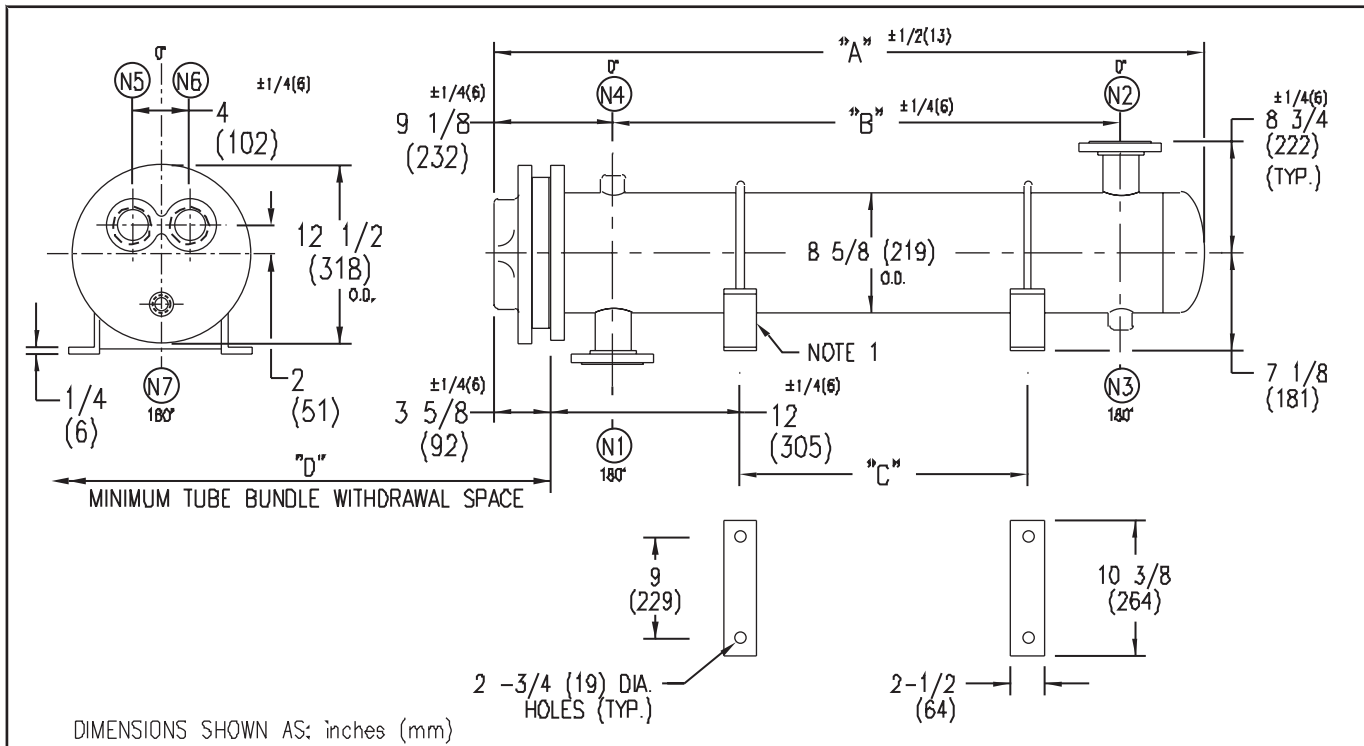 0°
N5 N6
±1/4(6)
4
(102)
12 1/2
(318)
O.D.
1/4
(6)
N7
180°
2
(51)
"A" ±1/2(13)
0°
N4
0°
N2
±1/4(6)
9 1/8
(232)
"B" ±1/4(6)
±1/4(6)
8 3/4
(222)
(TYP.)
8 5/8 (219)
O.D.
NOTE 1
±1/4(6)
3 5/8
(92)
±1/4(6)
12
(305)
N1
180°
N3
180°
7 1/8
(181)
"D"
MINIMUM TUBE BUNDLE WITHDRAWAL SPACE
"C"
9
(229)
10 3/8
(264)
2 -3/4 (19) DIA.
HOLES (TYP.)
2-1/2
(64)
DIMENSIONS SHOWN AS: inches (mm)